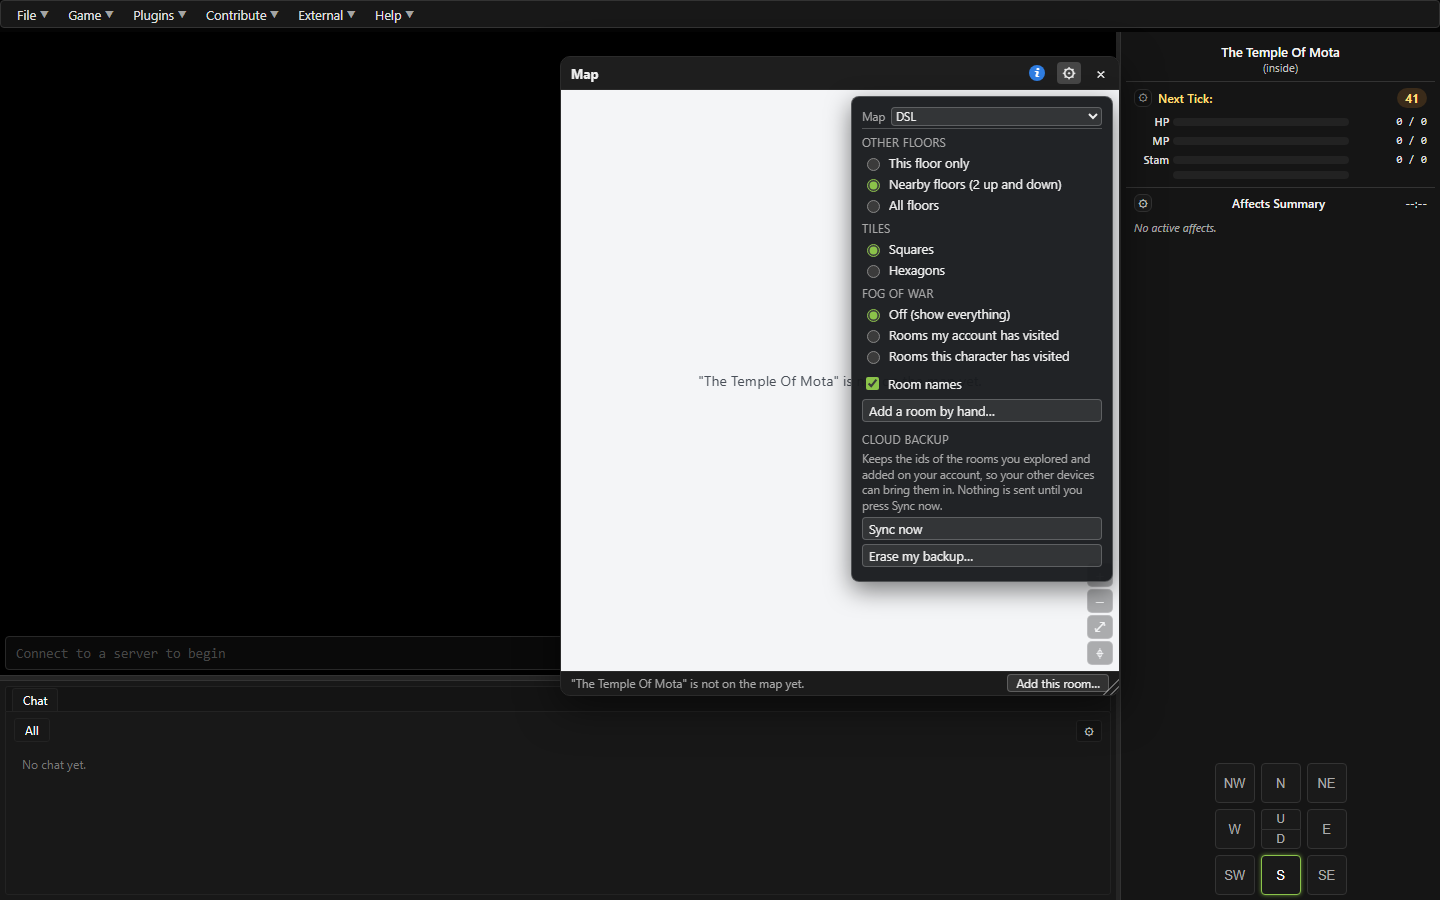 File ▼ Game ▼ Plugins ▼ Contribute ▼ External ▼ Help ▼
Map
i
×
"The Temple Of Mota" is
Map DSL
OTHER FLOORS
This floor only
Nearby floors (2 up and down)
All floors
TILES
Squares
Hexagons
FOG OF WAR
Off (show everything)
Rooms my account has visited
Rooms this character has visited
Room names
Add a room by hand...
CLOUD BACKUP
Keeps the ids of the rooms you explored and
added on your account, so your other devices
can bring them in. Nothing is sent until you
press Sync now.
Sync now
Erase my backup...
–
"The Temple Of Mota" is not on the map yet.
Add this room...
Connect to a server to begin
Chat
All
No chat yet.
The Temple Of Mota
(inside)
Next Tick: 41
HP 0 / 0
MP 0 / 0
Stam 0 / 0
Affects Summary --:--
No active affects.
NW N NE
W U E
D
SW S SE